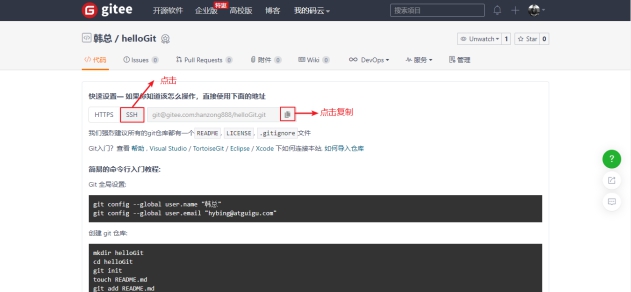 gitee 开源软件 企业版 特惠 高校版 博客 我的码云 搜索项目
韩总 / helloGit Unwatch 1 Star 0
代码 Issues 0 Pull Requests 0 附件 0 Wiki 0 DevOps 服务 管理
点击
快速设置— 如果你知道该怎么操作，直接使用下面的地址
HTTPS SSH git@gitee.com:hanzong888/helloGit.git 点击复制
我们强烈建议所有的git仓库都有一个 README , LICENSE , .gitignore 文件
Git入门? 查看 帮助 , Visual Studio / TortoiseGit / Eclipse / Xcode 下如何连接本站, 如何导入仓库
简易的命令行入门教程:
Git 全局设置:
git config --global user.name "韩总"
git config --global user.email "hybing@atguigu.com"
创建 git 仓库:
mkdir helloGit
cd helloGit
git init
touch README.md
git add README.md